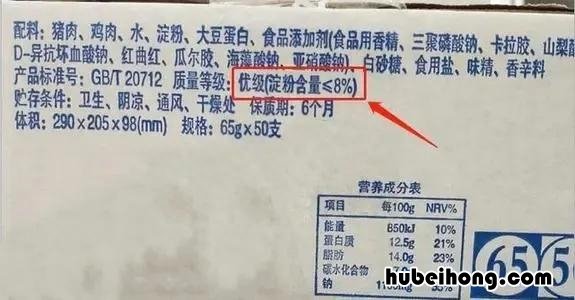 配料：猪肉、鸡肉、水、淀粉、大豆蛋白、食品添加剂(食品用香精、三聚磷酸钠、卡拉胶、山梨酸
D-异抗坏血酸钠、红曲红、瓜尔胶、海藻酸钠、亚硝酸钠)、白砂糖、食用盐、味精、香辛料
产品标准号：GB/T 20712 质量等级：优级(淀粉含量≤8%)
贮存条件：卫生、阴凉、通风、干燥处 保质期：6个月
体积：290×205×98(mm) 规格：65g×50支
营养成分表
项目 每100g NRV%
能量 850kJ 10%
蛋白质 12.5g 21%
脂肪 14.0g 23%
碳水化合物
钠
65
hubeihong.com